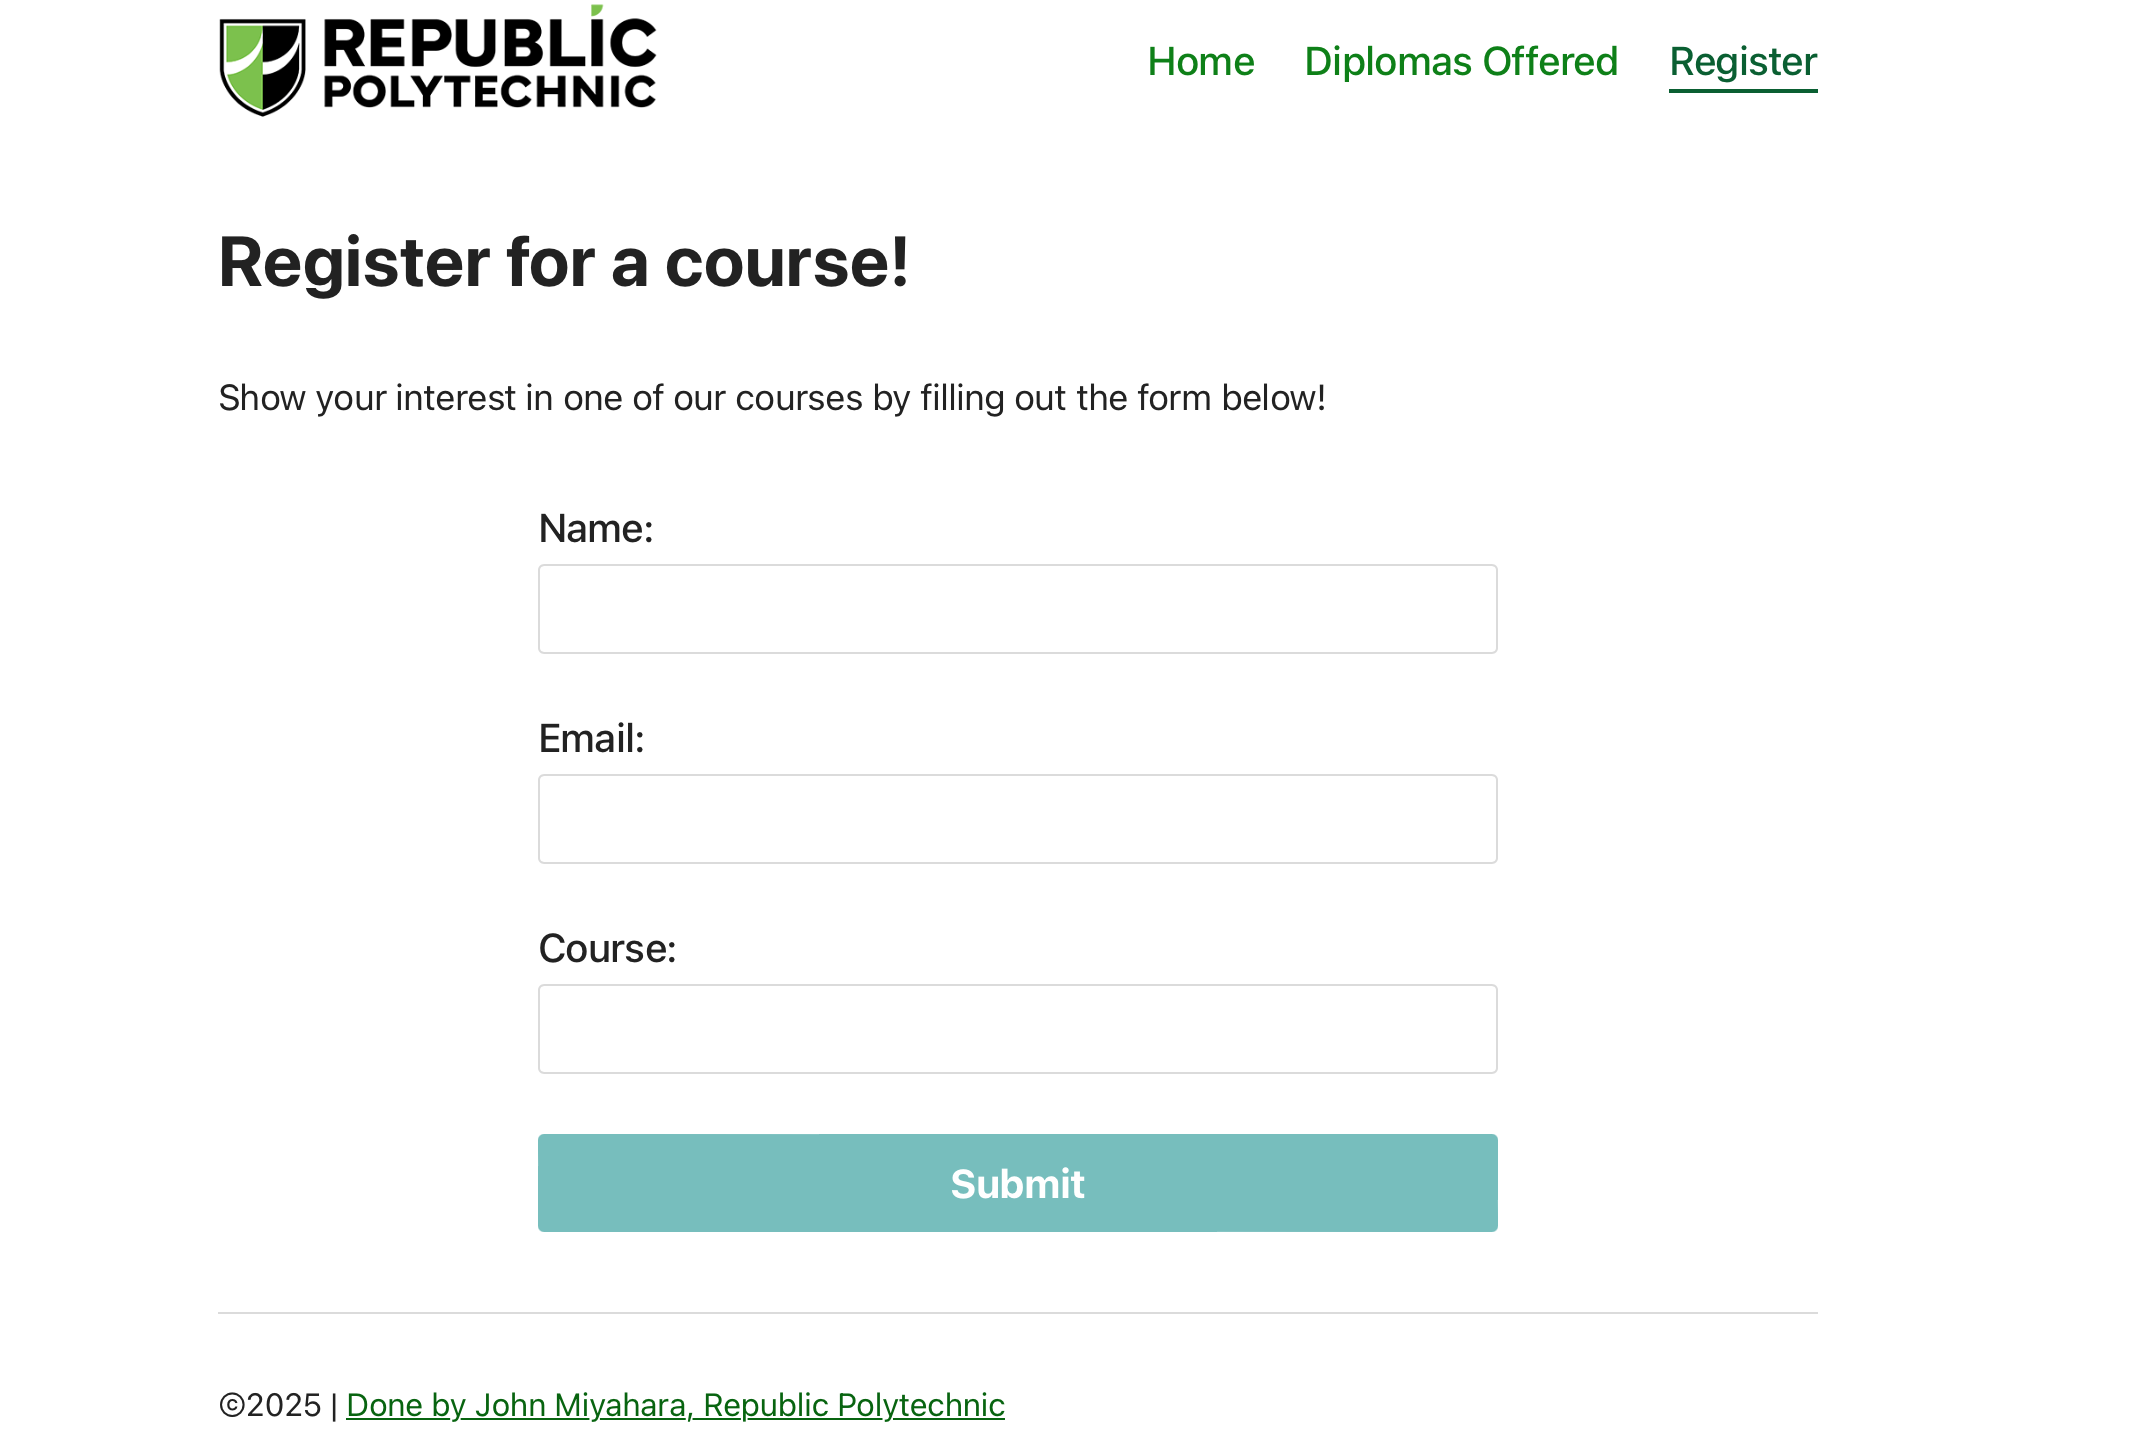 REPUBLIC
POLYTECHNIC
Home Diplomas Offered Register
Register for a course!
Show your interest in one of our courses by filling out the form below!
Name:
Email:
Course:
Submit
©2025 | Done by John Miyahara, Republic Polytechnic